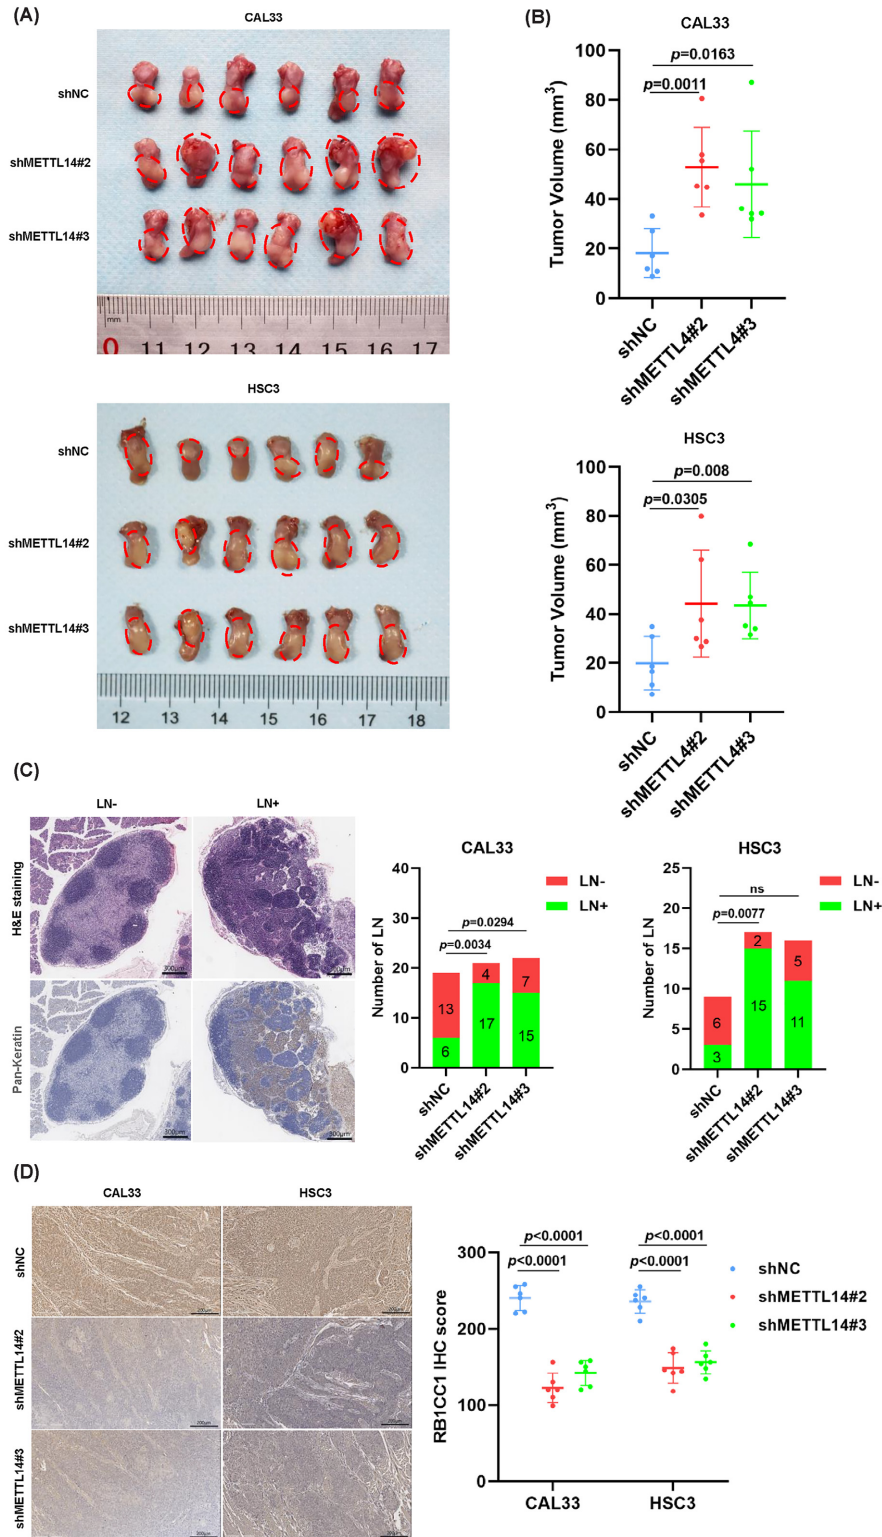 (A)
CAL33
shNC
shMETTL14#2
shMETTL14#3
mm
0 11 12 13 14 15 16 17
HSC3
shNC
shMETTL14#2
shMETTL14#3
12 13 14 15 16 17 18
(B)
CAL33
Tumor Volume (mm³)
100
80
60
40
20
0
p=0.0163
p=0.0011
shNC
shMETTL4#2
shMETTL4#3
HSC3
Tumor Volume (mm³)
100
80
60
40
20
0
p=0.008
p=0.0305
shNC
shMETTL4#2
shMETTL4#3
(C)
LN-
LN+
H&E staining
Pan-Keratin
300μm
300μm
500μm
CAL33
Number of LN
40
30
20
10
0
LN-
LN+
p=0.0294
p=0.0034
13
6
4
17
7
15
shNC
shMETTL14#2
shMETTL14#3
HSC3
Number of LN
25
20
15
10
5
0
LN-
LN+
ns
p=0.0077
6
3
2
15
5
11
shNC
shMETTL14#2
shMETTL14#3
(D)
CAL33
HSC3
shNC
shMETTL14#2
shMETTL14#3
200μm
200μm
200μm
200μm
200μm
200μm
RB1CC1 IHC score
300
200
100
0
p<0.0001
p<0.0001
p<0.0001
p<0.0001
shNC
shMETTL14#2
shMETTL14#3
CAL33
HSC3